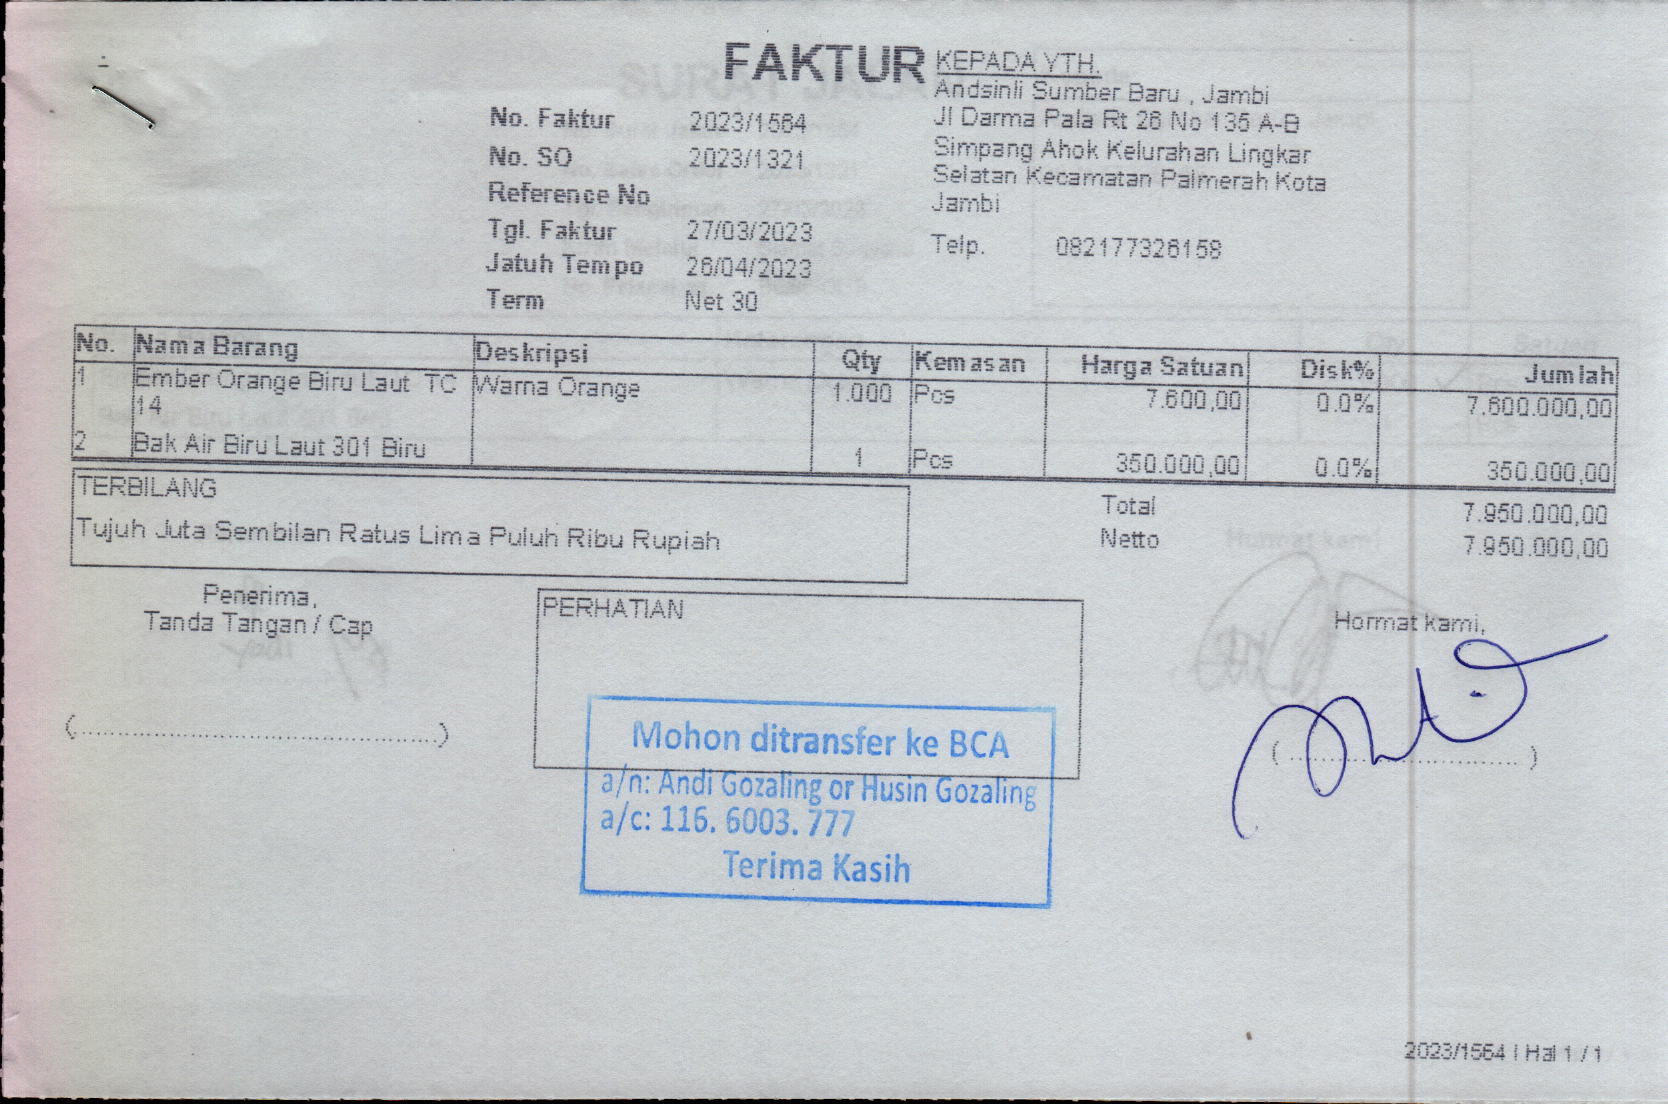 FAKTUR
No. Faktur 2023/1564
No. SO 2023/1321
Reference No
Tgl. Faktur 27/03/2023
Jatuh Tempo 26/04/2023
Term Net 30
KEPADA YTH.
Andsinli Sumber Baru , Jambi
Jl Darma Pala Rt 26 No 135 A-B
Simpang Ahok Kelurahan Lingkar
Selatan Kecamatan Palmerah Kota
Jambi
Telp. 082177326158
No. Nama Barang Deskripsi Qty Kemasan Harga Satuan Disk% Jumlah
1 Ember Orange Biru Laut TC Warna Orange 1.000 Pcs 7.600,00 0.0% 7.600.000,00
14
2 Bak Air Biru Laut 301 Biru 1 Pcs 350.000,00 0.0% 350.000,00
TERBILANG
Tujuh Juta Sembilan Ratus Lima Puluh Ribu Rupiah
Total 7.950.000,00
Netto 7.950.000,00
Penerima,
Tanda Tangan / Cap
PERHATIAN
Hormat kami,
Mohon ditransfer ke BCA
a/n: Andi Gozaling or Husin Gozaling
a/c: 116. 6003. 777
Terima Kasih
2023/1564 | Hal 1 / 1